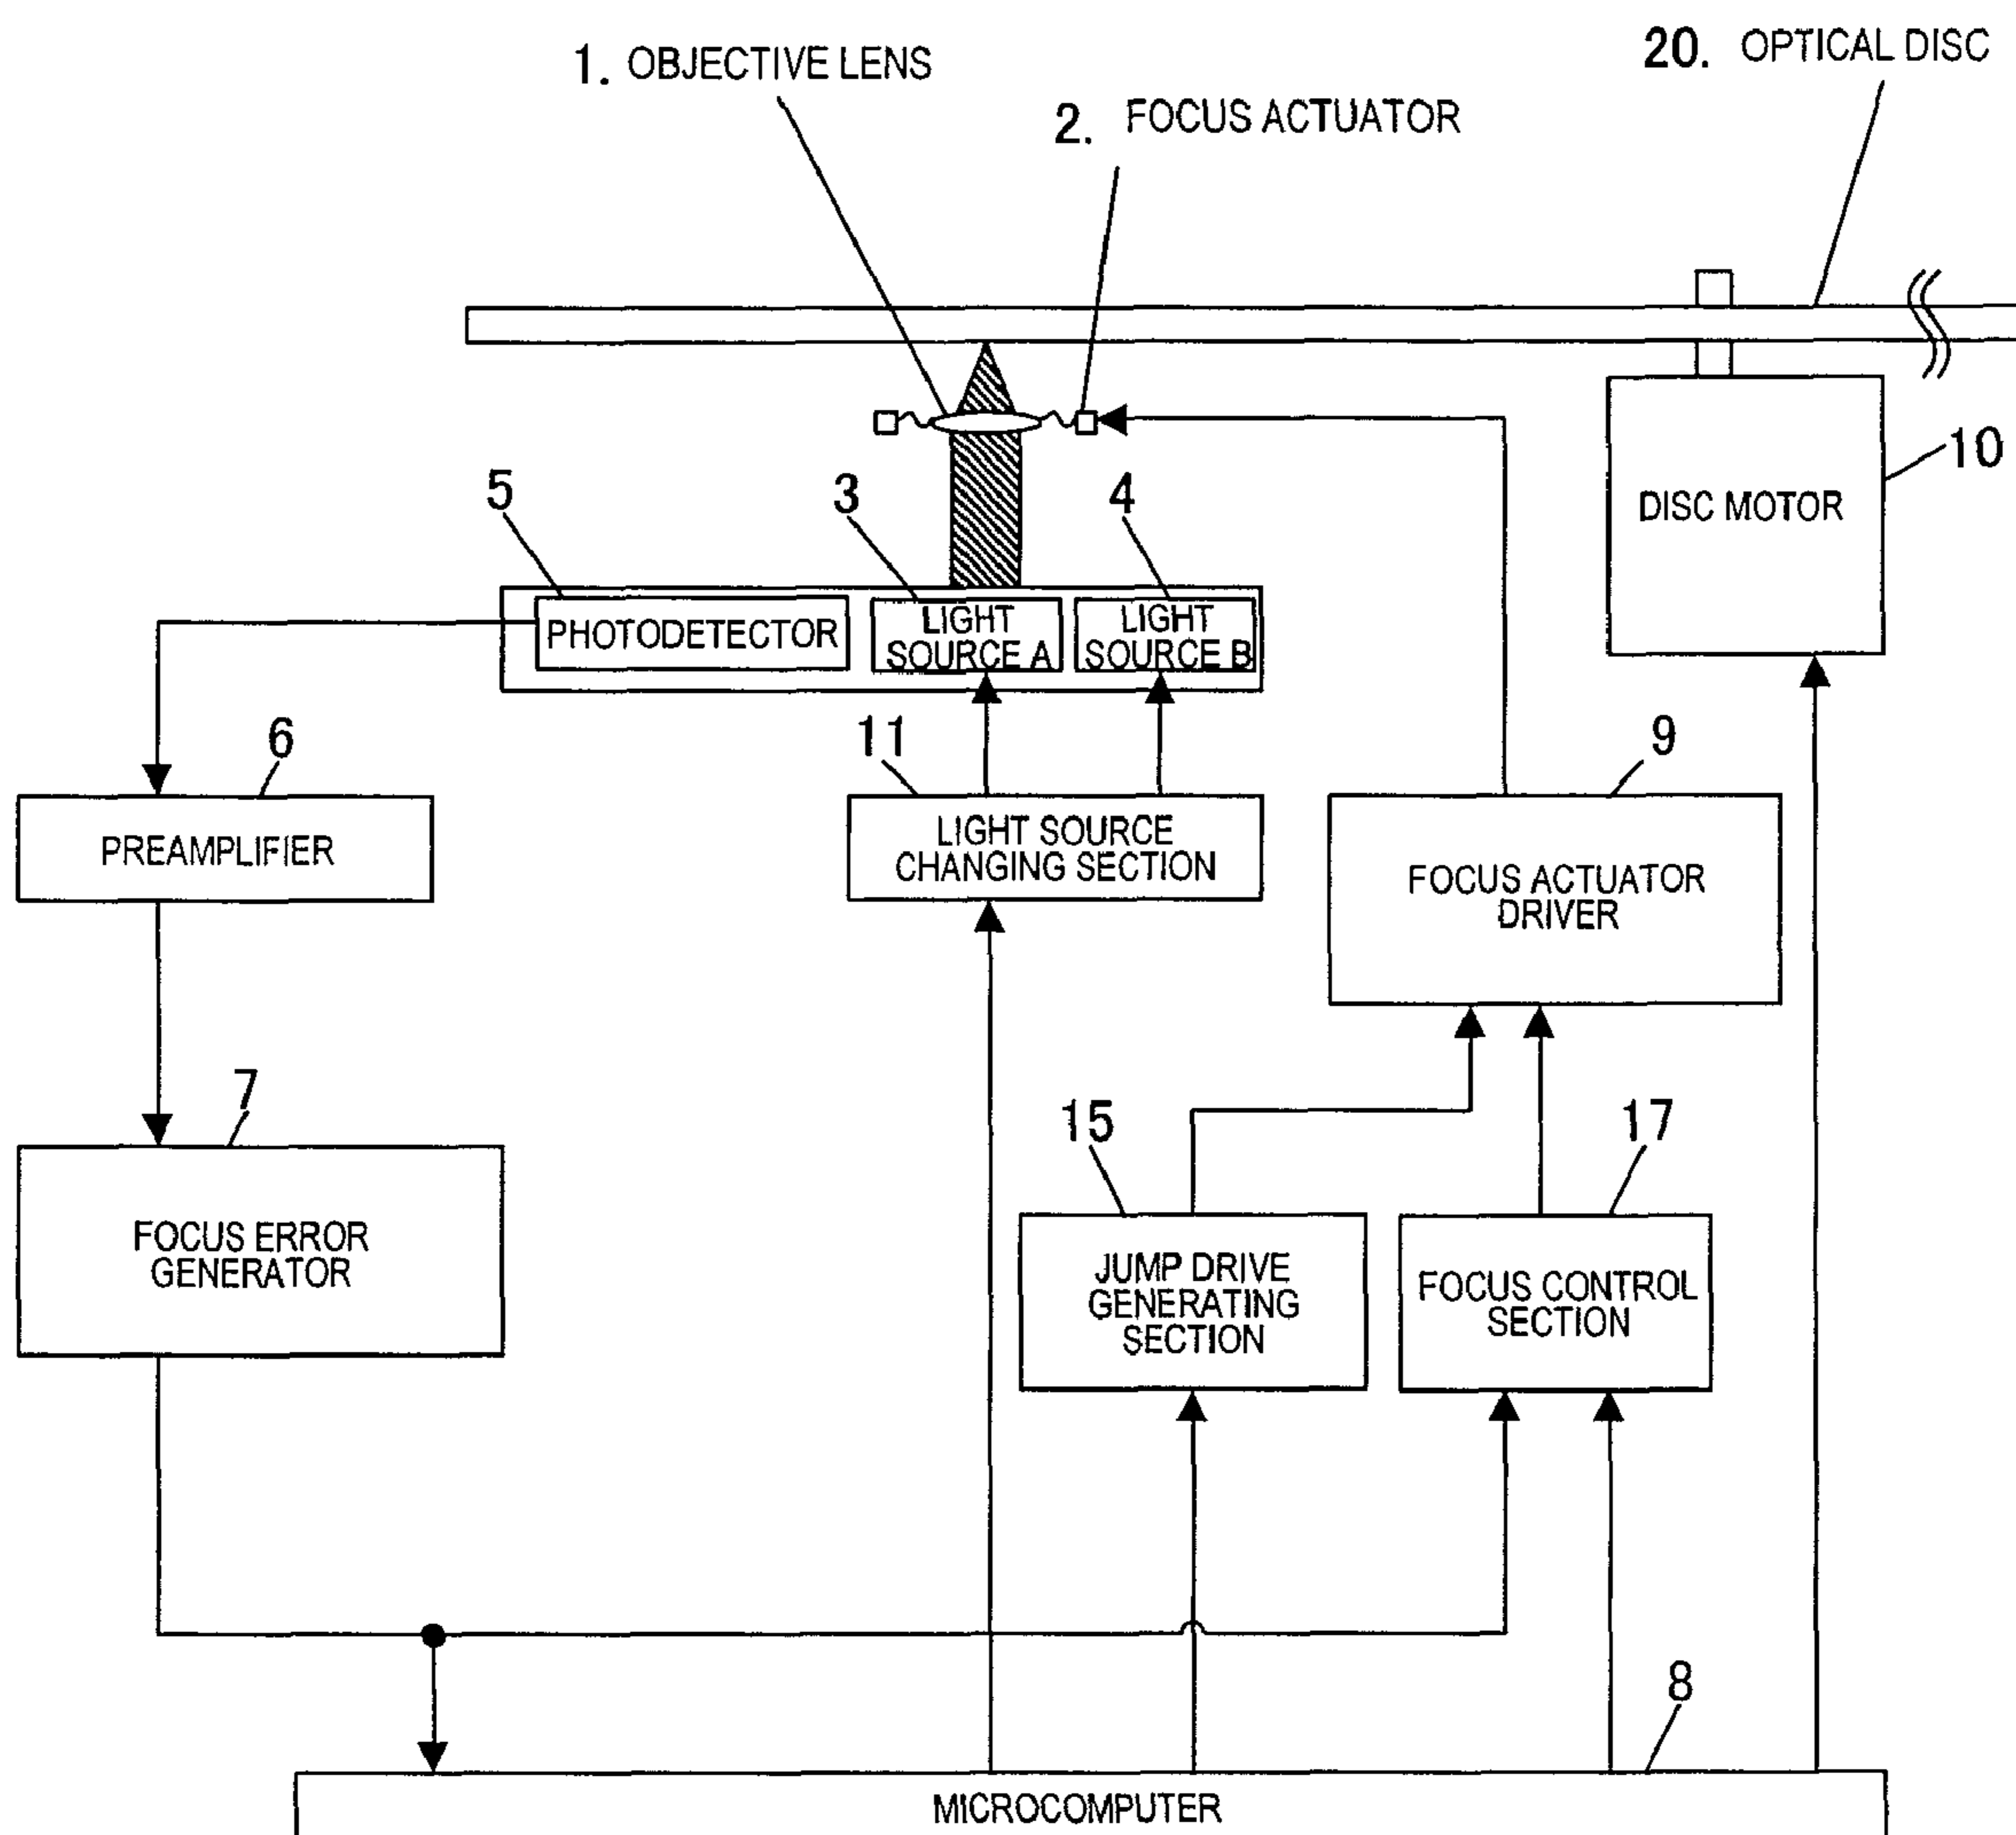 1. OBJECTIVE LENS
20. OPTICAL DISC
2. FOCUS ACTUATOR
10
DISC MOTOR
5
3
4
PHOTODETECTOR
LIGHT
SOURCE A
LIGHT
SOURCE B
6
11
9
PREAMPLIFIER
LIGHT SOURCE
CHANGING SECTION
FOCUS ACTUATOR
DRIVER
7
15
17
FOCUS ERROR
GENERATOR
JUMP DRIVE
GENERATING
SECTION
FOCUS CONTROL
SECTION
8
MICROCOMPUTER